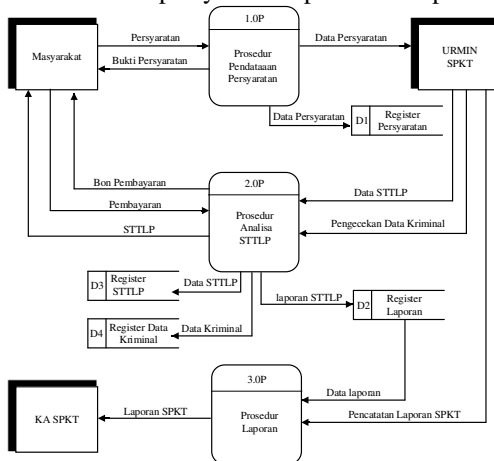 1.0P
Persyaratan
Data Persyaratan
Masyarakat
Prosedur
Pendataaan
Persyaratan
URMIN
SPKT
Bukti Persyaratan
Data Persyaratan
D1
Register
Persyaratan
Bon Pembayaran
2.0P
Data STTLP
Pembayaran
Prosedur
Analisa
STTLP
Pengecekan Data Kriminal
STTLP
D3
Register
STTLP
Data STTLP
laporan STTLP
D2
Register
Laporan
D4
Register Data
Kriminal
Data Kriminal
3.0P
Data laporan
KA SPKT
Laporan SPKT
Prosedur
Laporan
Pencatatan Laporan SPKT